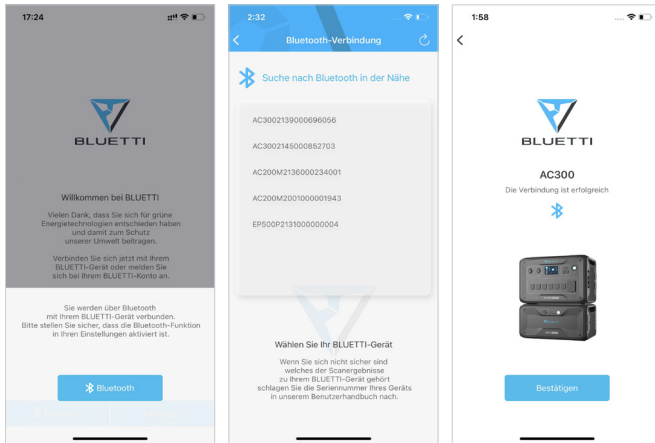 17:24
BLUETTI
Willkommen bei BLUETTI
Vielen Dank, dass Sie sich für grüne
Energietechnologien entschieden haben
und damit zum Schutz
unserer Umwelt beitragen.
Verbinden Sie sich jetzt mit Ihrem
BLUETTI-Gerät oder melden Sie
sich bei Ihrem BLUETTI-Konto an.
Sie werden über Bluetooth
mit Ihrem BLUETTI-Gerät verbunden.
Bitte stellen Sie sicher, dass die Bluetooth-Funktion
in Ihren Einstellungen aktiviert ist.
Bluetooth
2:32
Bluetooth-Verbindung
Suche nach Bluetooth in der Nähe
AC3002139000696056
AC3002145000852703
AC200M2136000234001
AC200M2001000001943
EP500P2131000000004
Wählen Sie Ihr BLUETTI-Gerät
Wenn Sie sich nicht sicher sind
welches der Scanergebnisse
zu Ihrem BLUETTI-Gerät gehört
schlagen Sie die Seriennummer Ihres Geräts
in unserem Benutzerhandbuch nach.
1:58
BLUETTI
AC300
Die Verbindung ist erfolgreich
Bestätigen